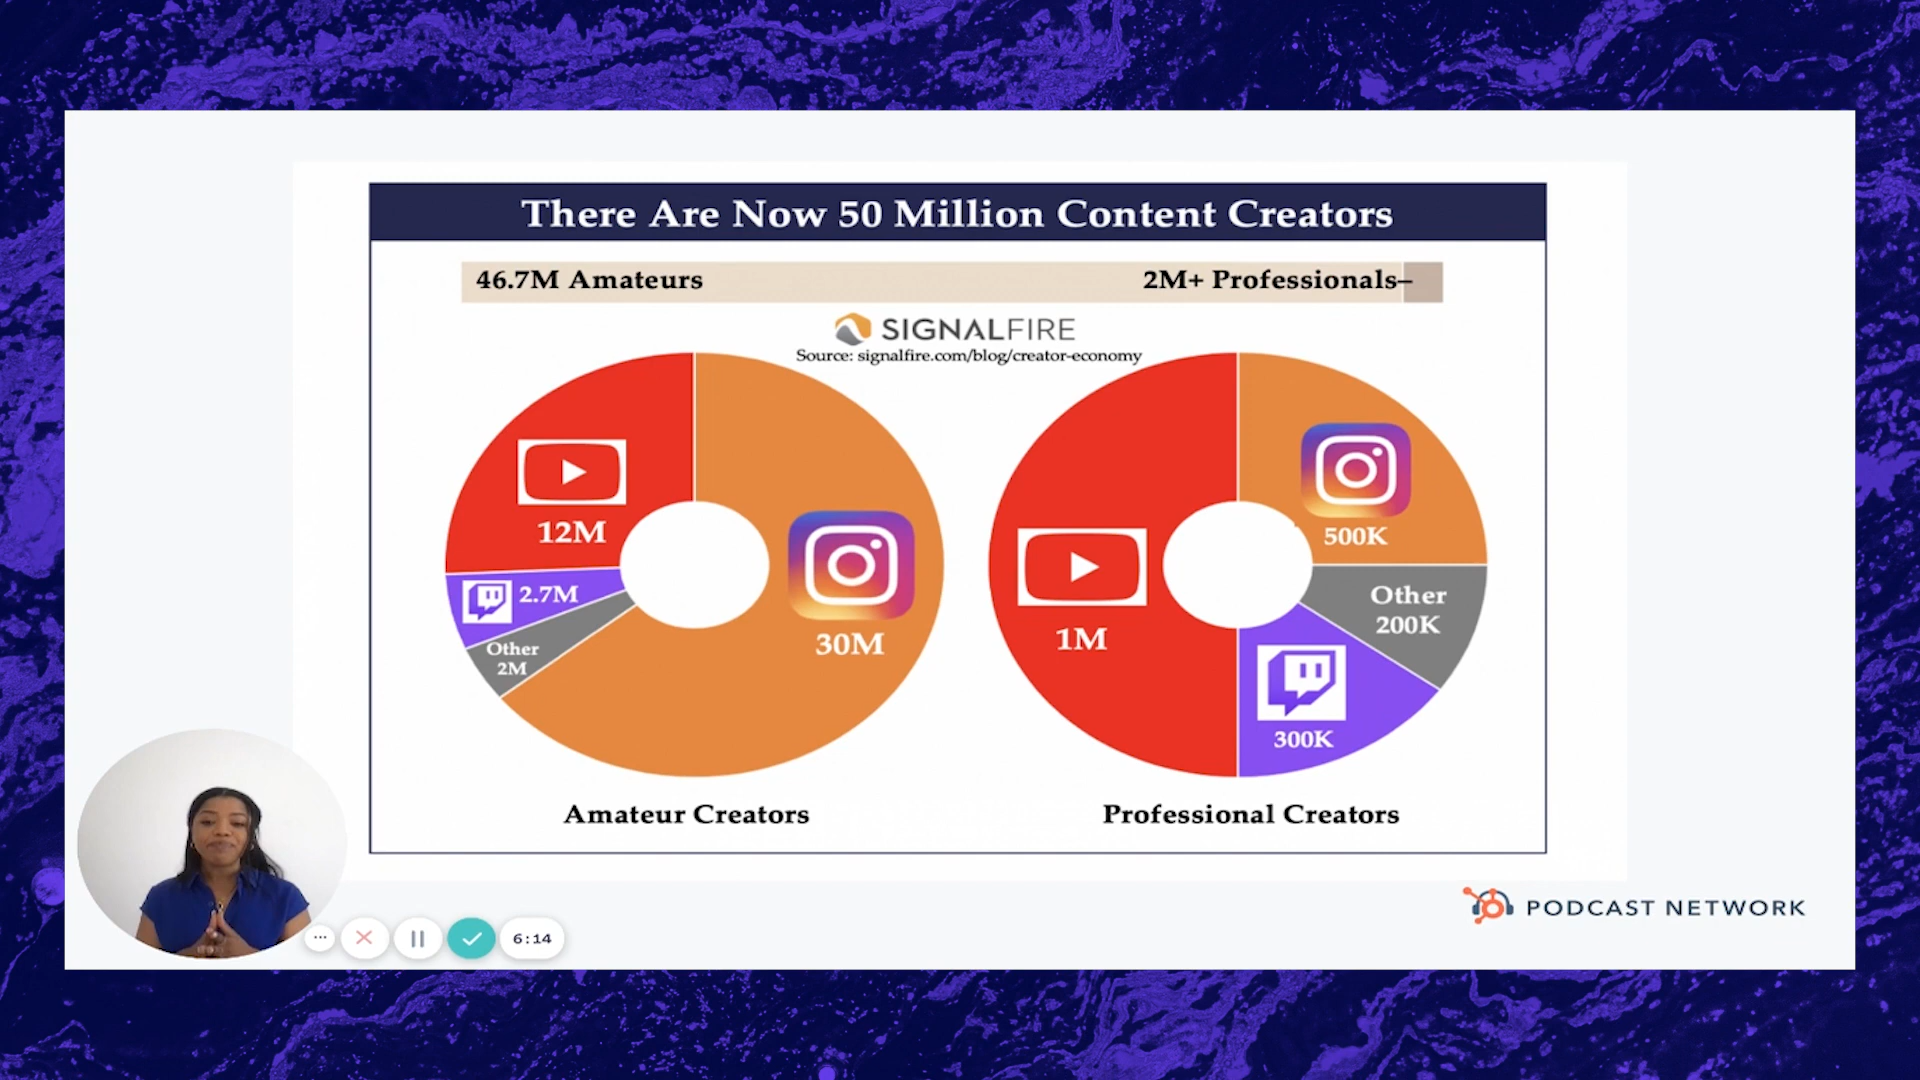 There Are Now 50 Million Content Creators
46.7M Amateurs
2M+ Professionals–
SIGNALFIRE
Source: signalfire.com/blog/creator-economy
12M
2.7M
Other
2M
30M
Amateur Creators
500K
Other
200K
1M
300K
Professional Creators
6:14
PODCAST NETWORK